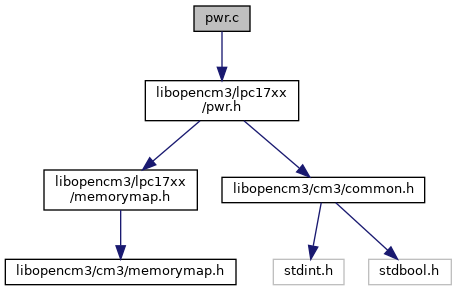 pwr.c
libopencm3/lpc17xx
/pwr.h
libopencm3/lpc17xx
/memorymap.h
libopencm3/cm3/common.h
libopencm3/cm3/memorymap.h
stdint.h
stdbool.h